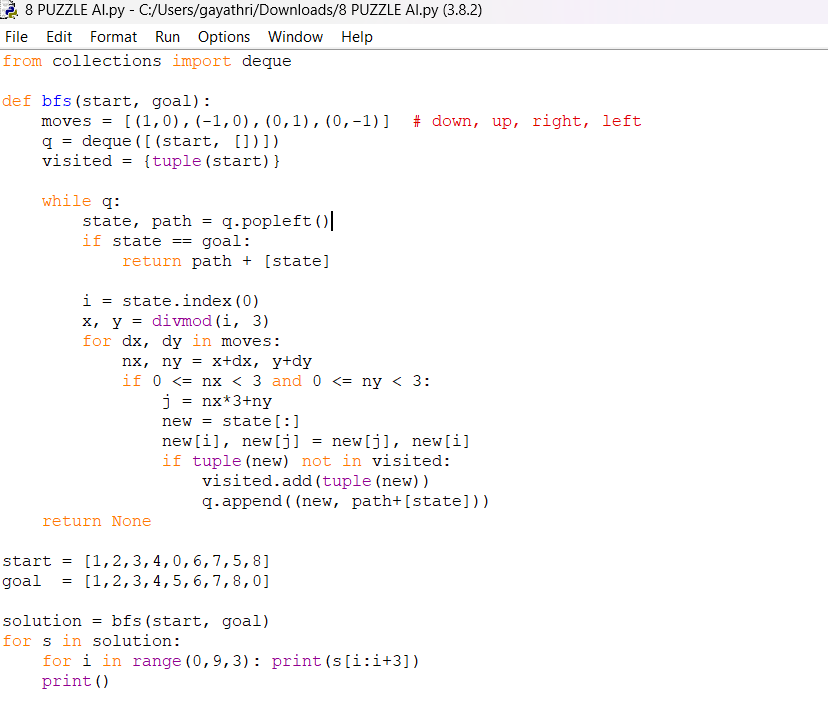 8 PUZZLE AI.py - C:/Users/gayathri/Downloads/8 PUZZLE AI.py (3.8.2)
File Edit Format Run Options Window Help
from collections import deque

def bfs(start, goal):
    moves = [(1,0),(-1,0),(0,1),(0,-1)]  # down, up, right, left
    q = deque([(start, [])])
    visited = {tuple(start)}

    while q:
        state, path = q.popleft()
        if state == goal:
            return path + [state]

        i = state.index(0)
        x, y = divmod(i, 3)
        for dx, dy in moves:
            nx, ny = x+dx, y+dy
            if 0 <= nx < 3 and 0 <= ny < 3:
                j = nx*3+ny
                new = state[:]
                new[i], new[j] = new[j], new[i]
                if tuple(new) not in visited:
                    visited.add(tuple(new))
                    q.append((new, path+[state]))
    return None

start = [1,2,3,4,0,6,7,5,8]
goal  = [1,2,3,4,5,6,7,8,0]

solution = bfs(start, goal)
for s in solution:
    for i in range(0,9,3): print(s[i:i+3])
    print()